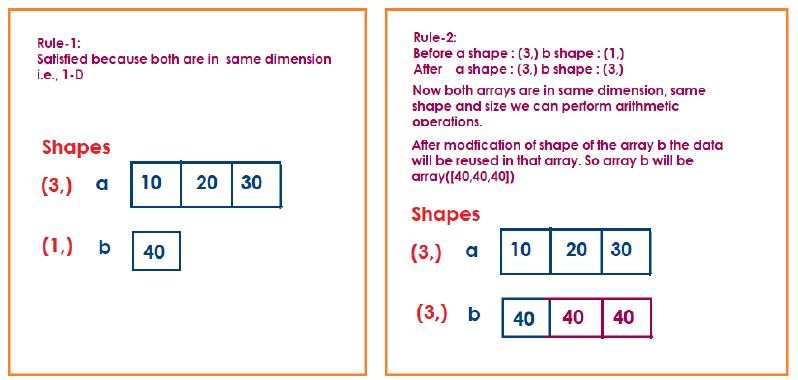 Rule-1:
Satisfied because both are in same dimension
i.e., 1-D
Shapes
(3,) a 10 20 30
(1,) b 40
Rule-2:
Before a shape : (3,) b shape : (1,)
After a shape : (3,) b shape : (3,)
Now both arrays are in same dimension, same
shape and size we can perform arithmetic
operations.
After modfication of shape of the array b the data
will be reused in that array. So array b will be
array([40,40,40])
Shapes
(3,) a 10 20 30
(3,) b 40 40 40